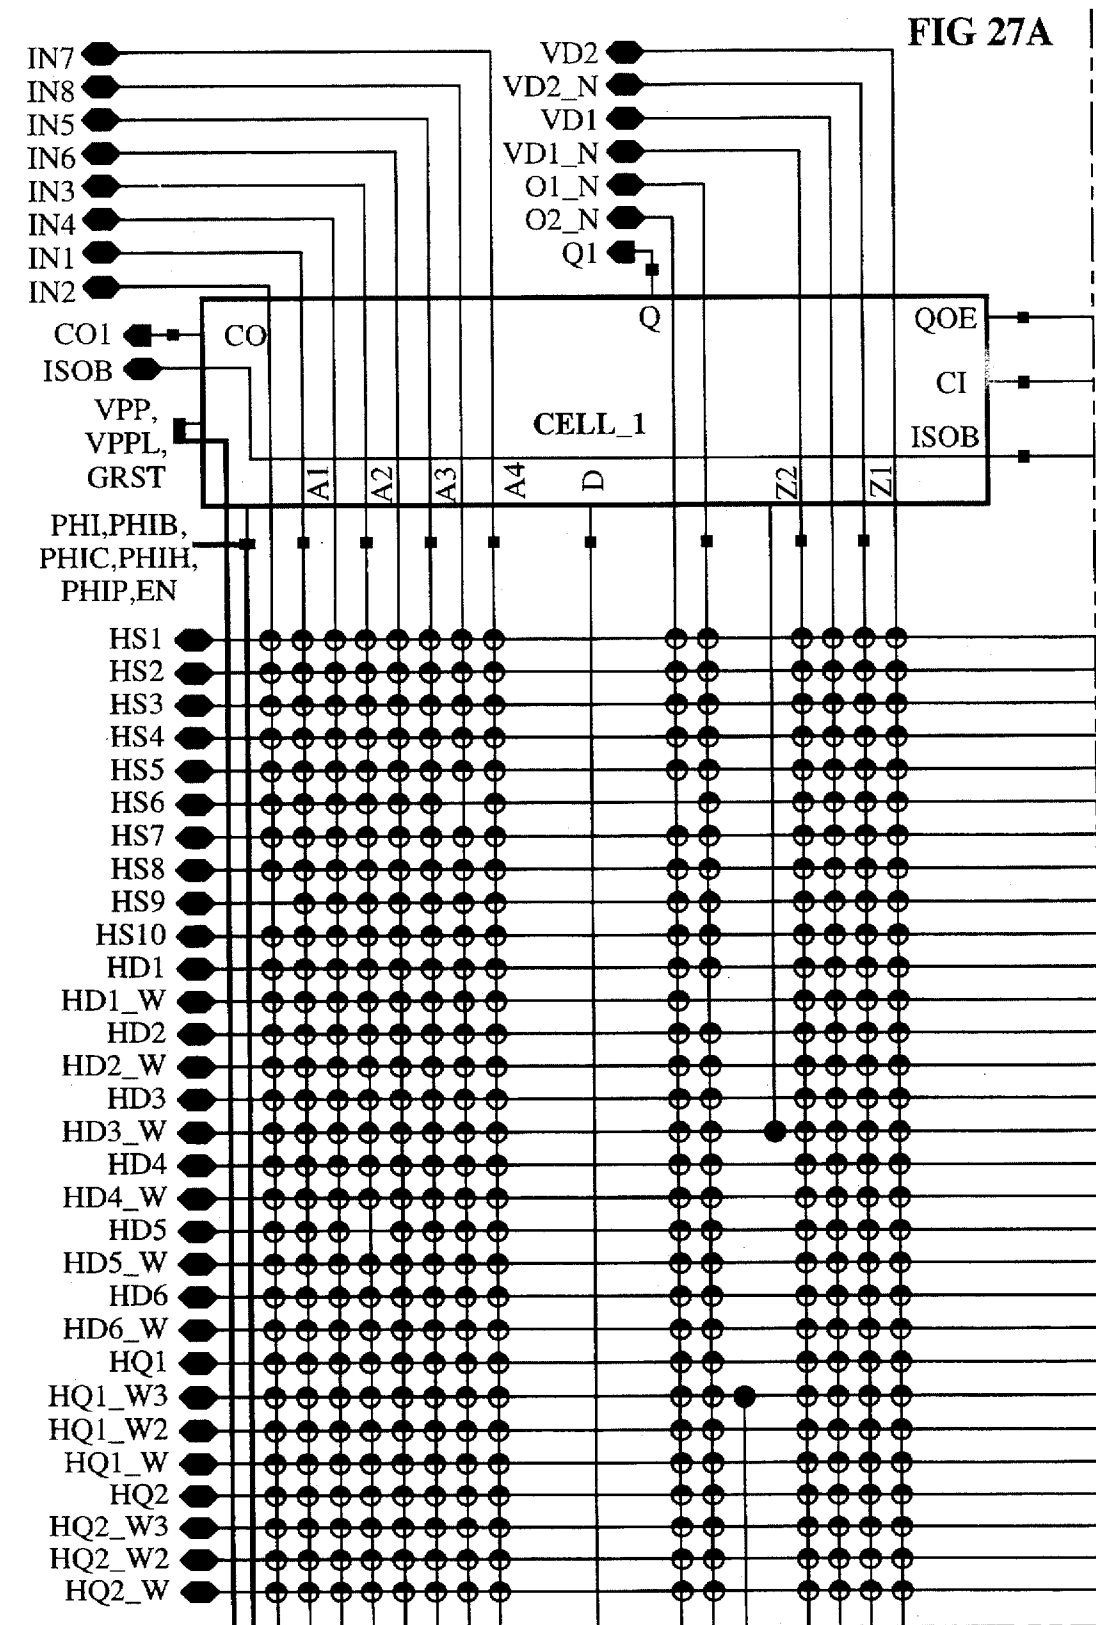 FIG 27A
IN7
IN8
IN5
IN6
IN3
IN4
IN1
IN2
VD2
VD2_N
VD1
VD1_N
O1_N
O2_N
Q1
CO1
ISOB
VPP,
VPPL,
GRST
CO
Q
QOE
CI
ISOB
CELL_1
A1
A2
A3
A4
D
Z2
Z1
PHI,PHIB,
PHIC,PHIH,
PHIP,EN
HS1
HS2
HS3
HS4
HS5
HS6
HS7
HS8
HS9
HS10
HD1
HD1_W
HD2
HD2_W
HD3
HD3_W
HD4
HD4_W
HD5
HD5_W
HD6
HD6_W
HQ1
HQ1_W3
HQ1_W2
HQ1_W
HQ2
HQ2_W3
HQ2_W2
HQ2_W